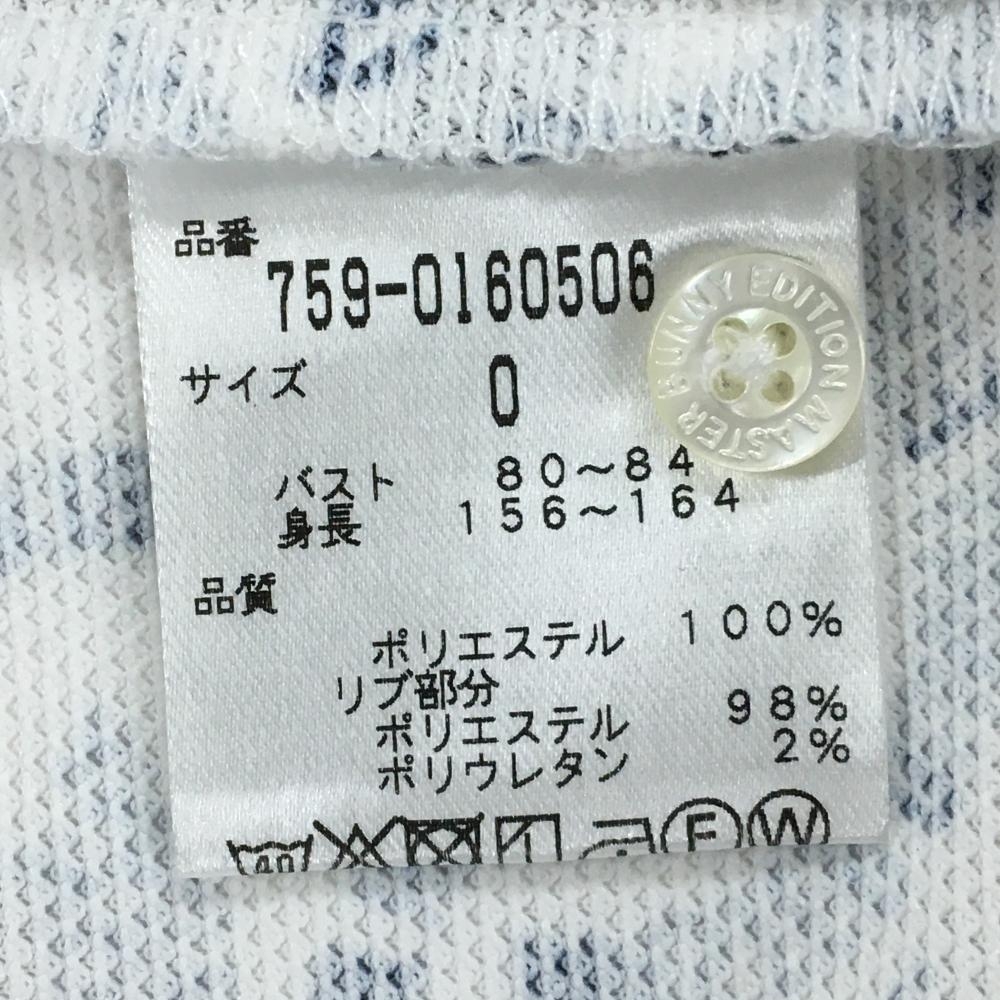 品番
759-0160506
サイズ 0
バスト 80~84
身長 156~164
品質
ポリエステル 100%
リブ部分
ポリエステル 98%
ポリウレタン 2%
40 F W
MASTER BUNNY EDITION